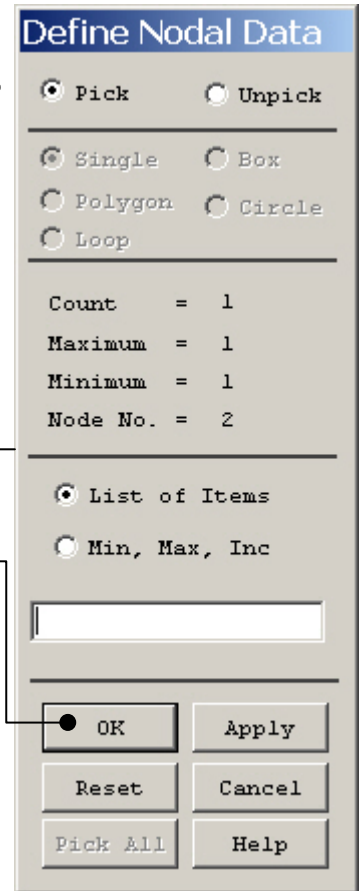 Define Nodal Data
Pick Unpick
Single Box
Polygon Circle
Loop
Count = 1
Maximum = 1
Minimum = 1
Node No. = 2
List of Items
Min, Max, Inc
OK Apply
Reset Cancel
Pick All Help